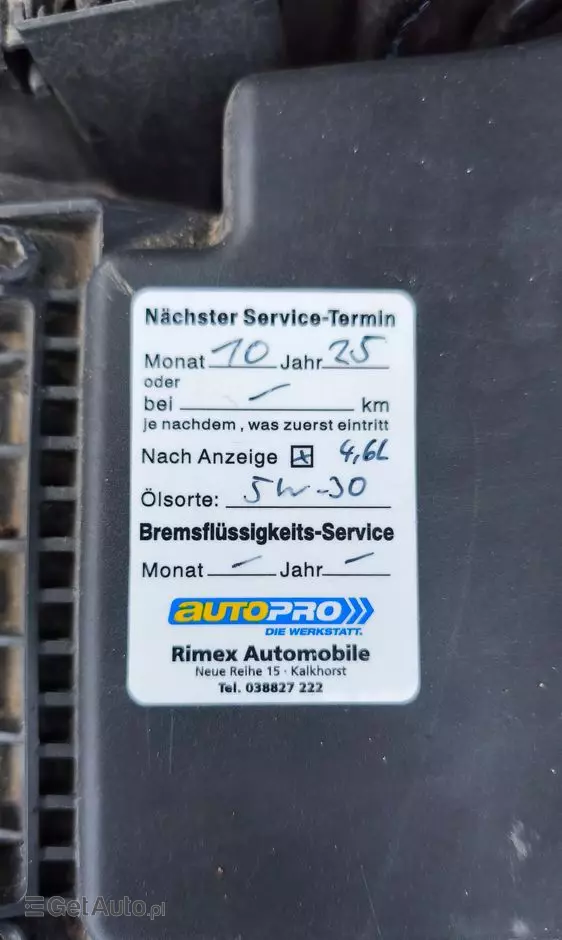 Nächster Service-Termin
Monat 10 Jahr 25
oder
bei — km
je nachdem, was zuerst eintritt
Nach Anzeige ☒ 4,6L
Ölsorte: 5W-30
Bremsflüssigkeits-Service
Monat — Jahr —
AUTOPRO
DIE WERKSTATT.
Rimex Automobile
Neue Reihe 15 · Kalkhorst
Tel. 038827 222
GetAuto.pl